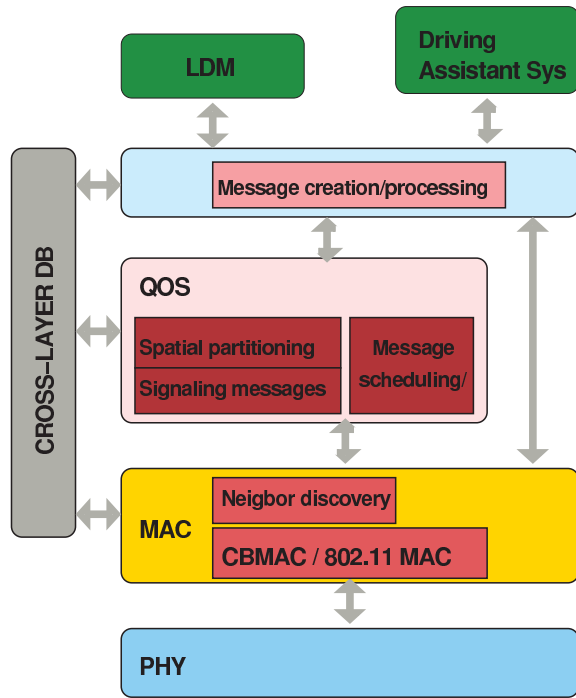 LDM
Driving
Assistant Sys
Message creation/processing
CROSS-LAYER DB
QOS
Spatial partitioning
Signaling messages
Message
scheduling/
MAC
Neigbor discovery
CBMAC / 802.11 MAC
PHY